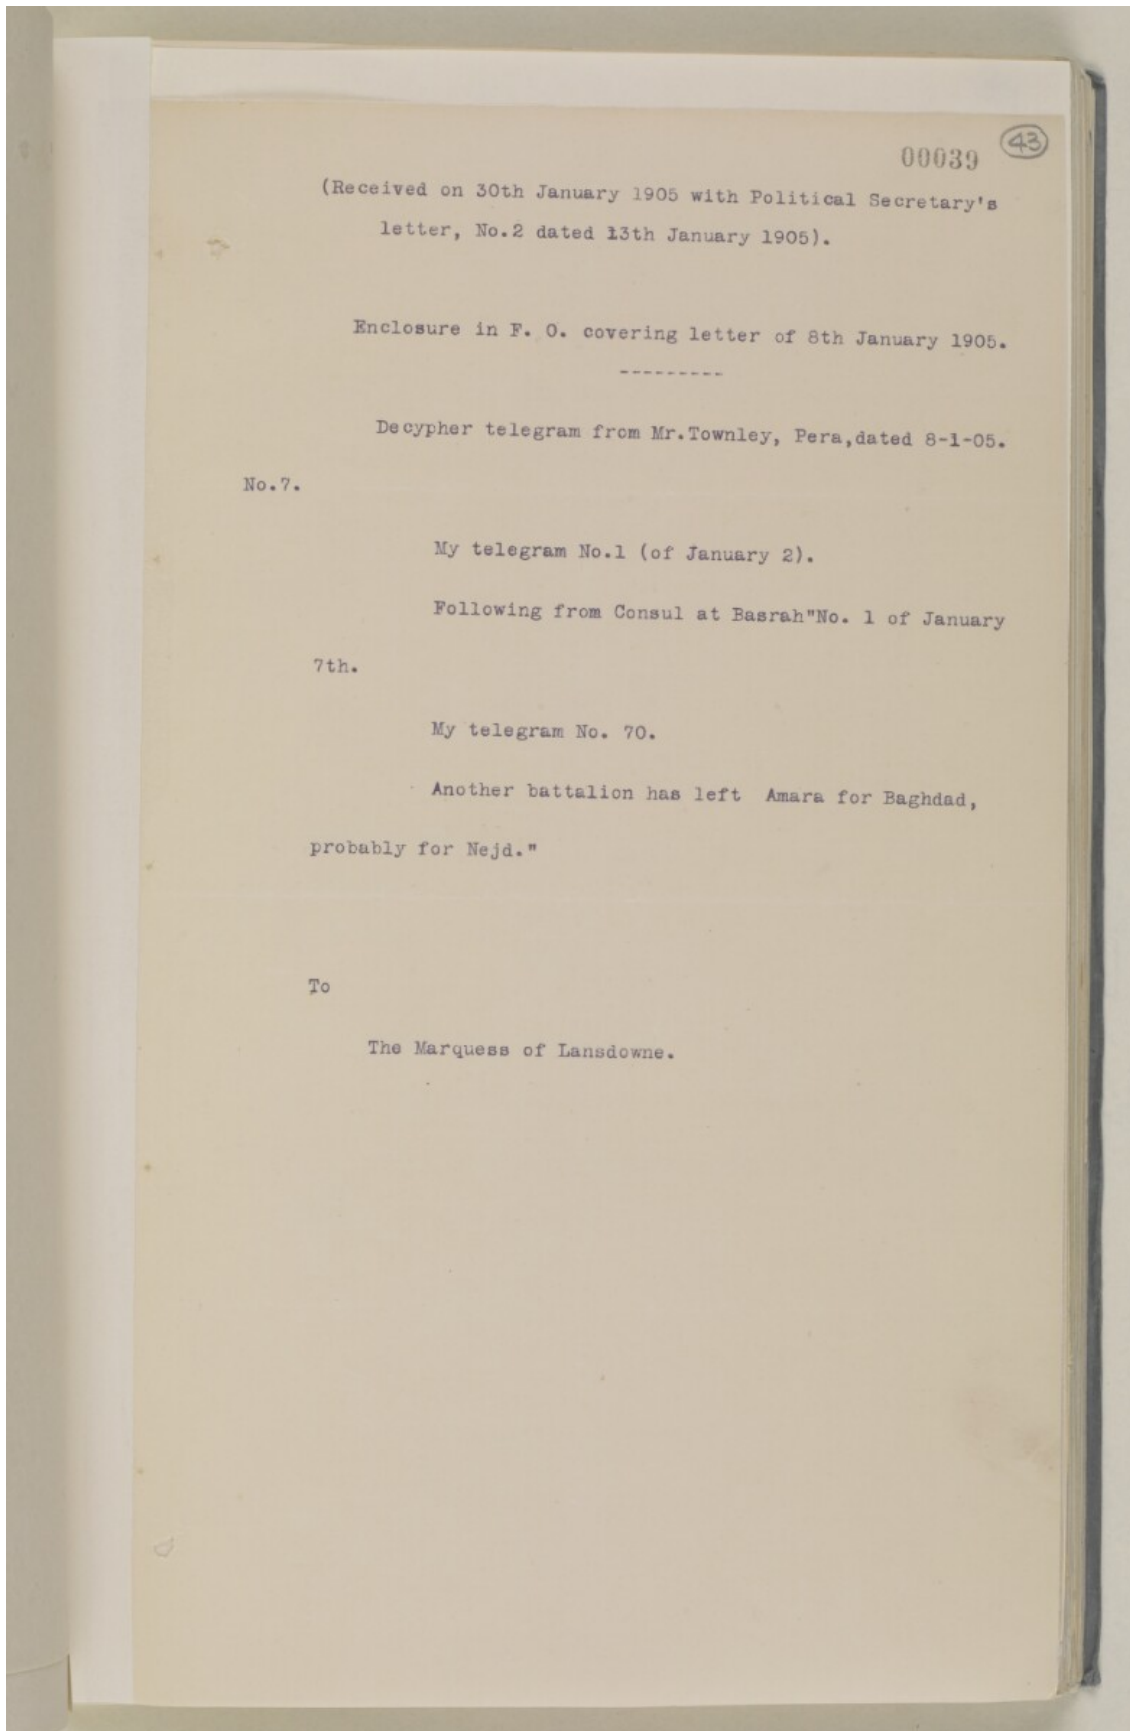 00039
43
(Received on 30th January 1905 with Political Secretary's
letter, No.2 dated 13th January 1905).
Enclosure in F. O. covering letter of 8th January 1905.
---------
Decypher telegram from Mr.Townley, Pera,dated 8-1-05.
No.7.
My telegram No.1 (of January 2).
Following from Consul at Basrah"No. 1 of January
7th.
My telegram No. 70.
Another battalion has left Amara for Baghdad,
probably for Nejd."
To
The Marquess of Lansdowne.